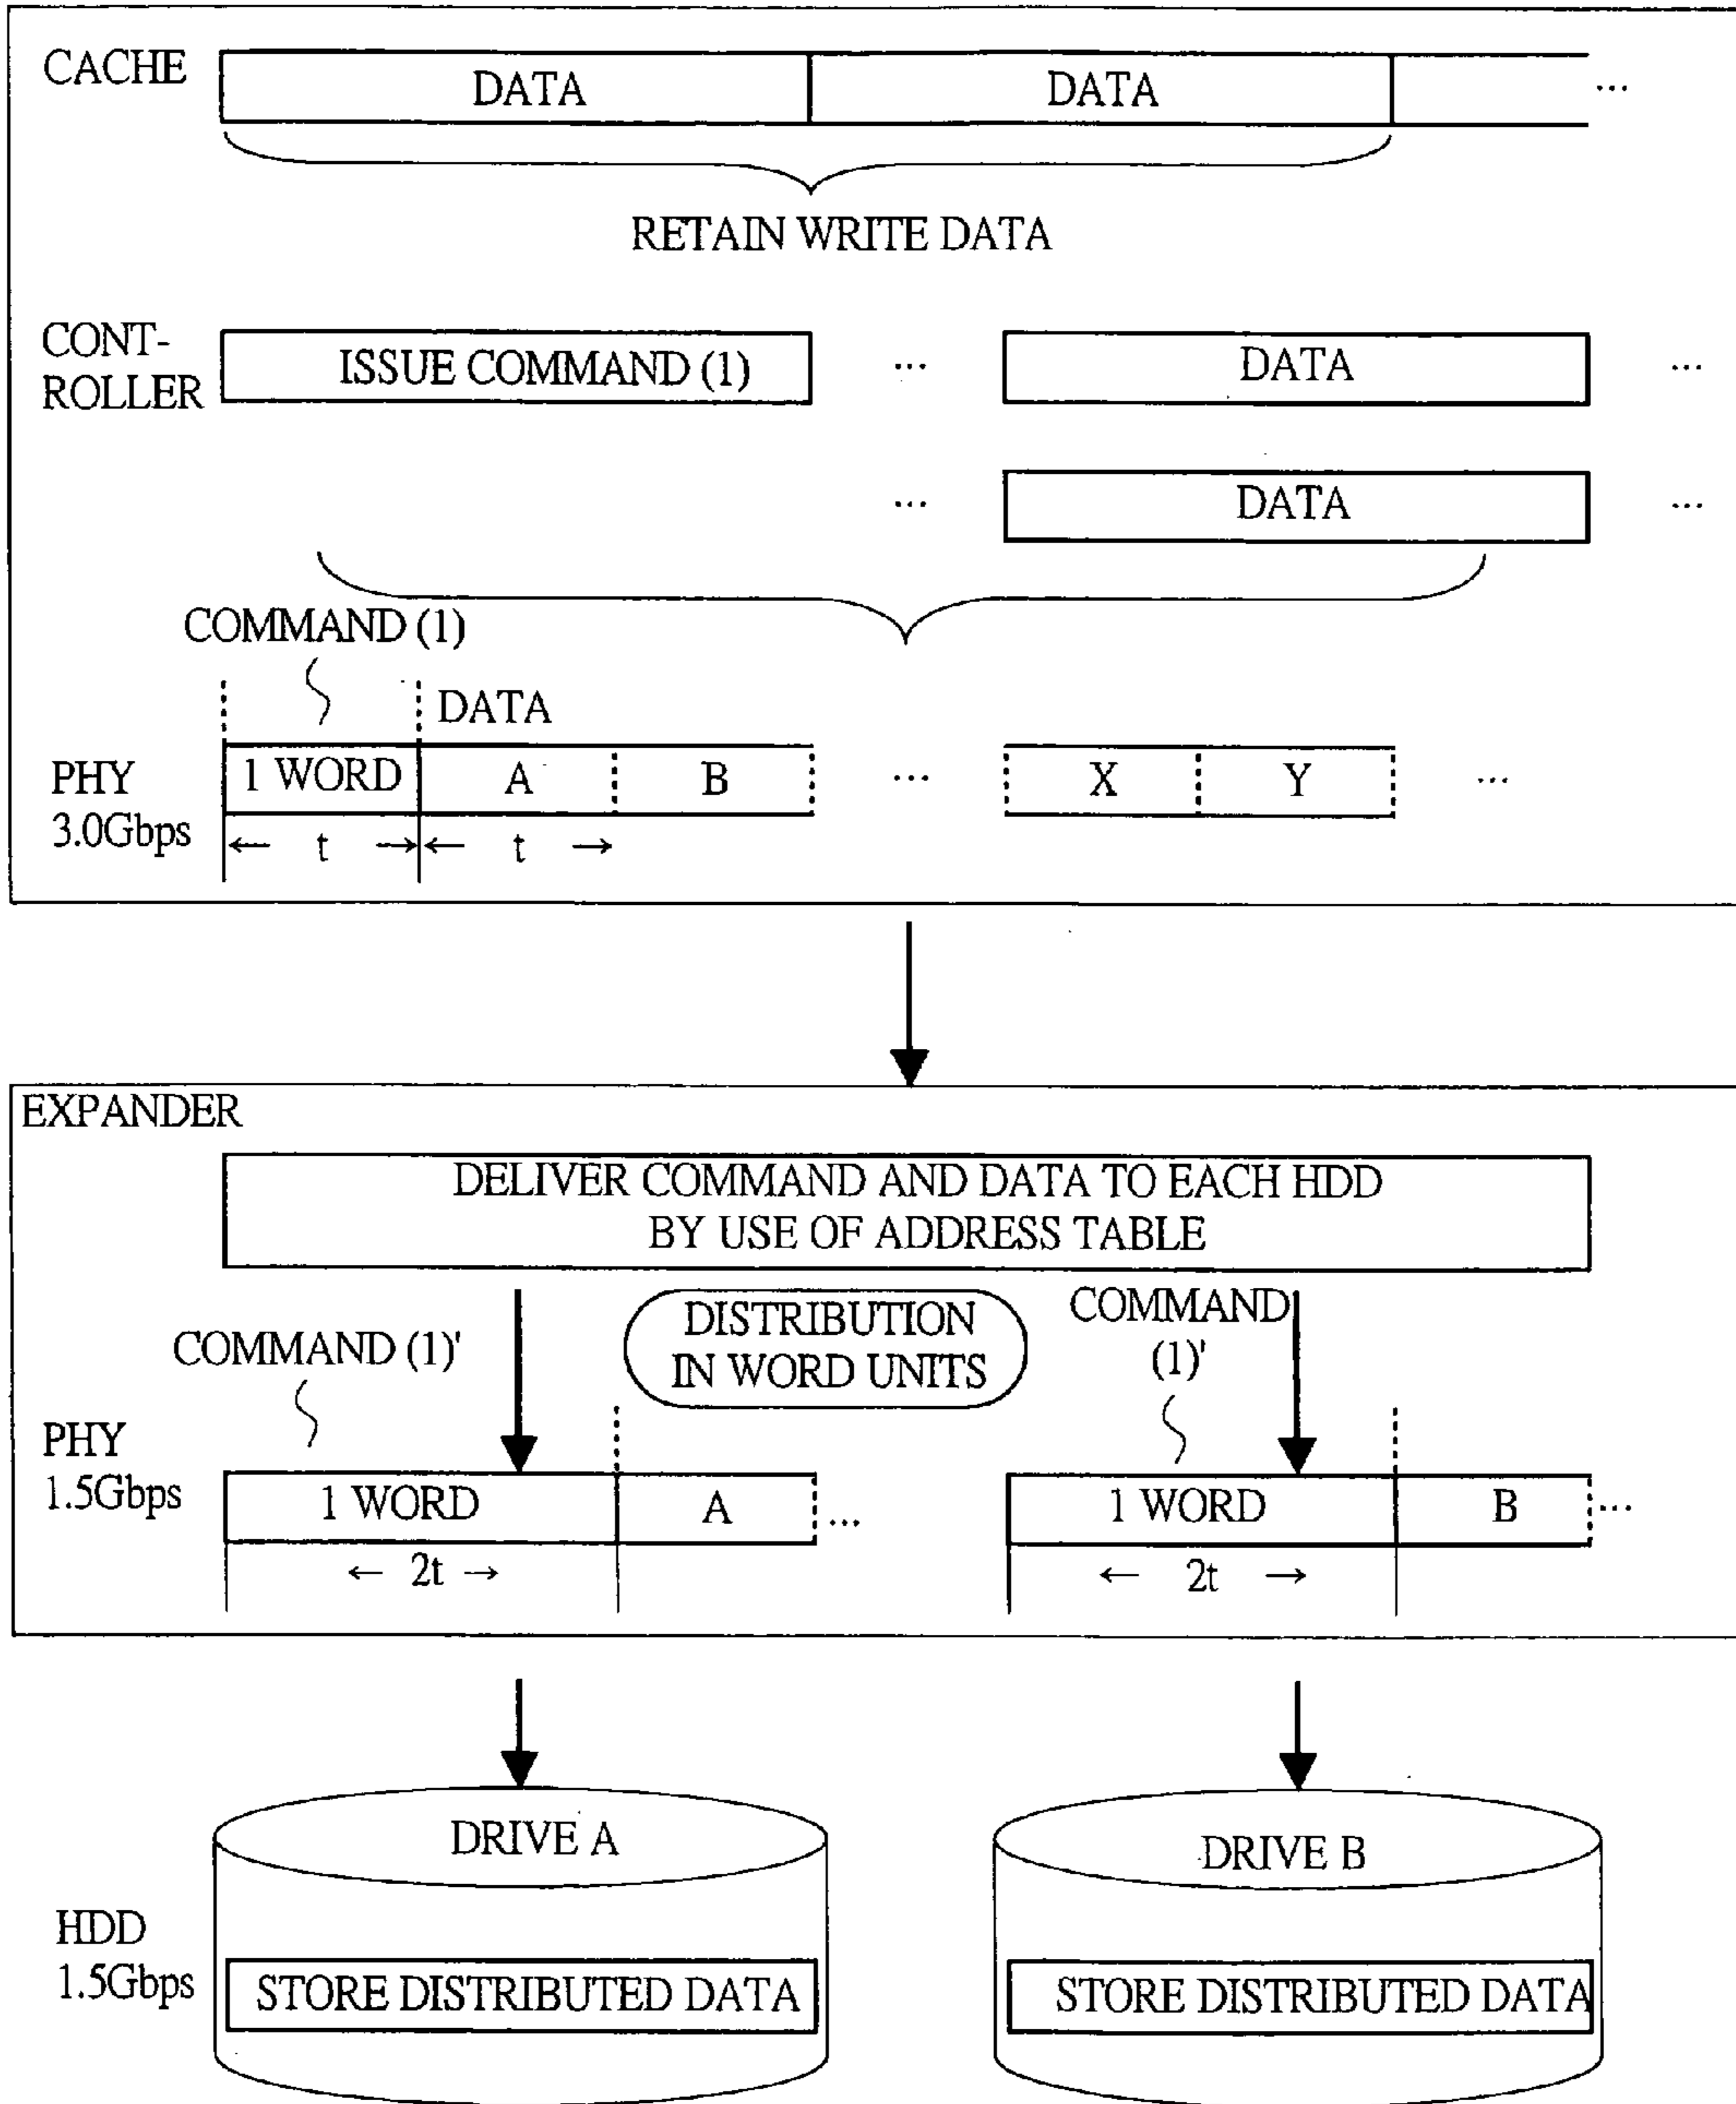 CACHE
DATA DATA ...
RETAIN WRITE DATA
CONT-
ROLLER
ISSUE COMMAND (1) ... DATA ...
... DATA ...
COMMAND (1)
DATA
PHY
3.0Gbps
1 WORD A B ... X Y ...
← t → ← t →
EXPANDER
DELIVER COMMAND AND DATA TO EACH HDD
BY USE OF ADDRESS TABLE
COMMAND (1)'
DISTRIBUTION
IN WORD UNITS
COMMAND
(1)'
PHY
1.5Gbps
1 WORD A ... 1 WORD B ...
← 2t → ← 2t →
DRIVE A DRIVE B
HDD
1.5Gbps
STORE DISTRIBUTED DATA STORE DISTRIBUTED DATA